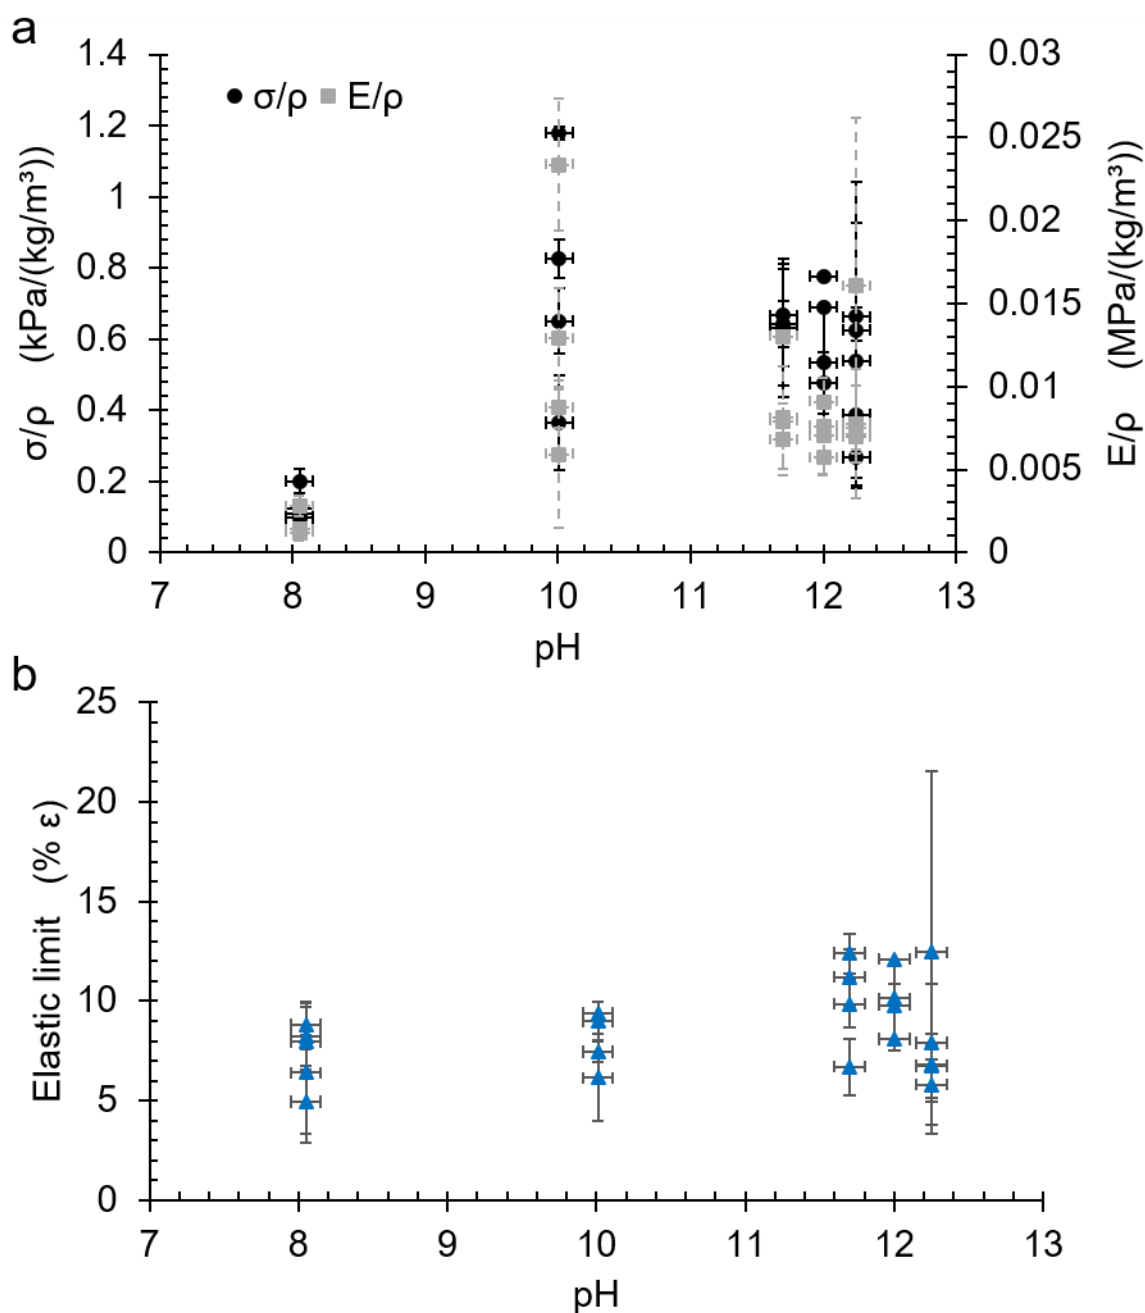 a
σ/ρ E/ρ
1.4
1.2
1
0.8
0.6
0.4
0.2
0
σ/ρ (kPa/(kg/m³))
0.03
0.025
0.02
0.015
0.01
0.005
0
E/ρ (MPa/(kg/m³))
7 8 9 10 11 12 13
pH
b
25
20
15
10
5
0
Elastic limit (% ε)
7 8 9 10 11 12 13
pH